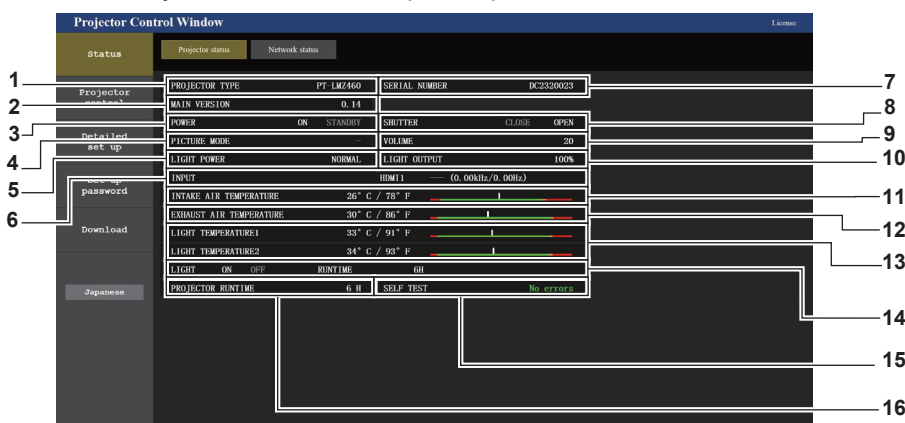 Projector Control Window License
Status
Projector status Network status
1 PROJECTOR TYPE PT-LMZ460 SERIAL NUMBER DC2320023 7
Projector
control
2 MAIN VERSION 0.14
8
3 POWER ON STANDBY SHUTTER CLOSE OPEN
Detailed
set up
4 PICTURE MODE - VOLUME 20 9
5 LIGHT POWER NORMAL LIGHT OUTPUT 100% 10
6 INPUT HDMI1 --- (0.00kHz/0.00Hz)
Set up
password
INTAKE AIR TEMPERATURE 26° C / 78° F 11
EXHAUST AIR TEMPERATURE 30° C / 86° F 12
Download
LIGHT TEMPERATURE1 33° C / 91° F
LIGHT TEMPERATURE2 34° C / 93° F 13
LIGHT ON OFF RUNTIME 6H
14
PROJECTOR RUNTIME 6 H SELF TEST No errors
Japanese
15
16